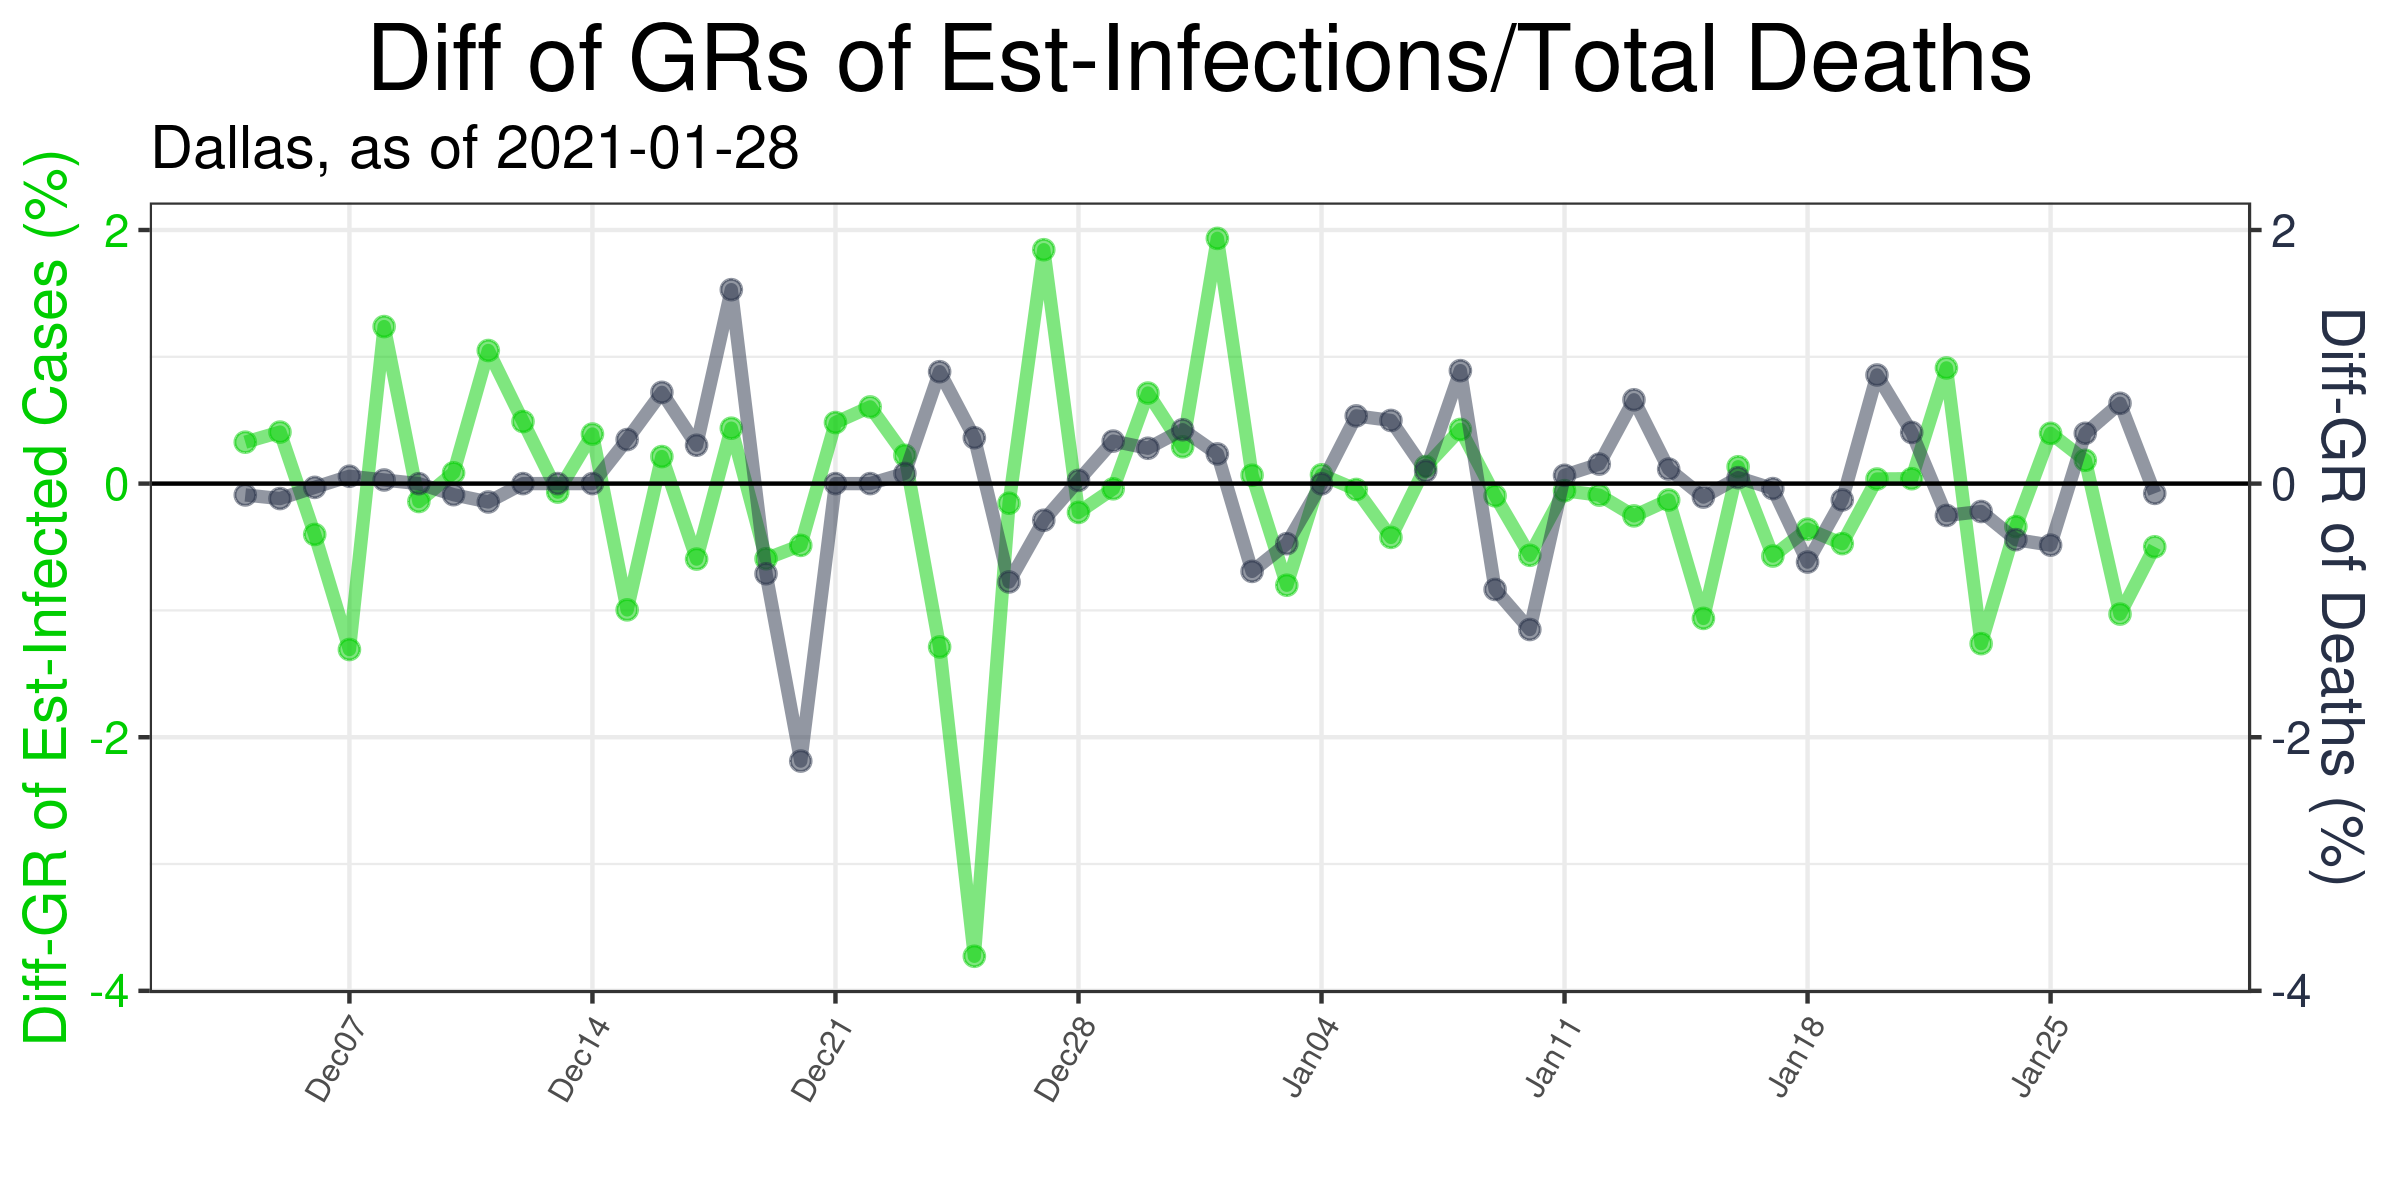 Diff of GRs of Est-Infections/Total Deaths
Dallas, as of 2021-01-28
Diff-GR of Est-Infected Cases (%)
2
0
-2
-4
2
0
-2
-4
Diff-GR of Deaths (%)
Dec07
Dec14
Dec21
Dec28
Jan04
Jan11
Jan18
Jan25